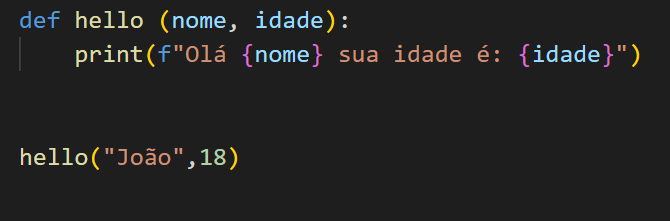 def hello (nome, idade):
    print(f"Olá {nome} sua idade é: {idade}")
hello("João",18)